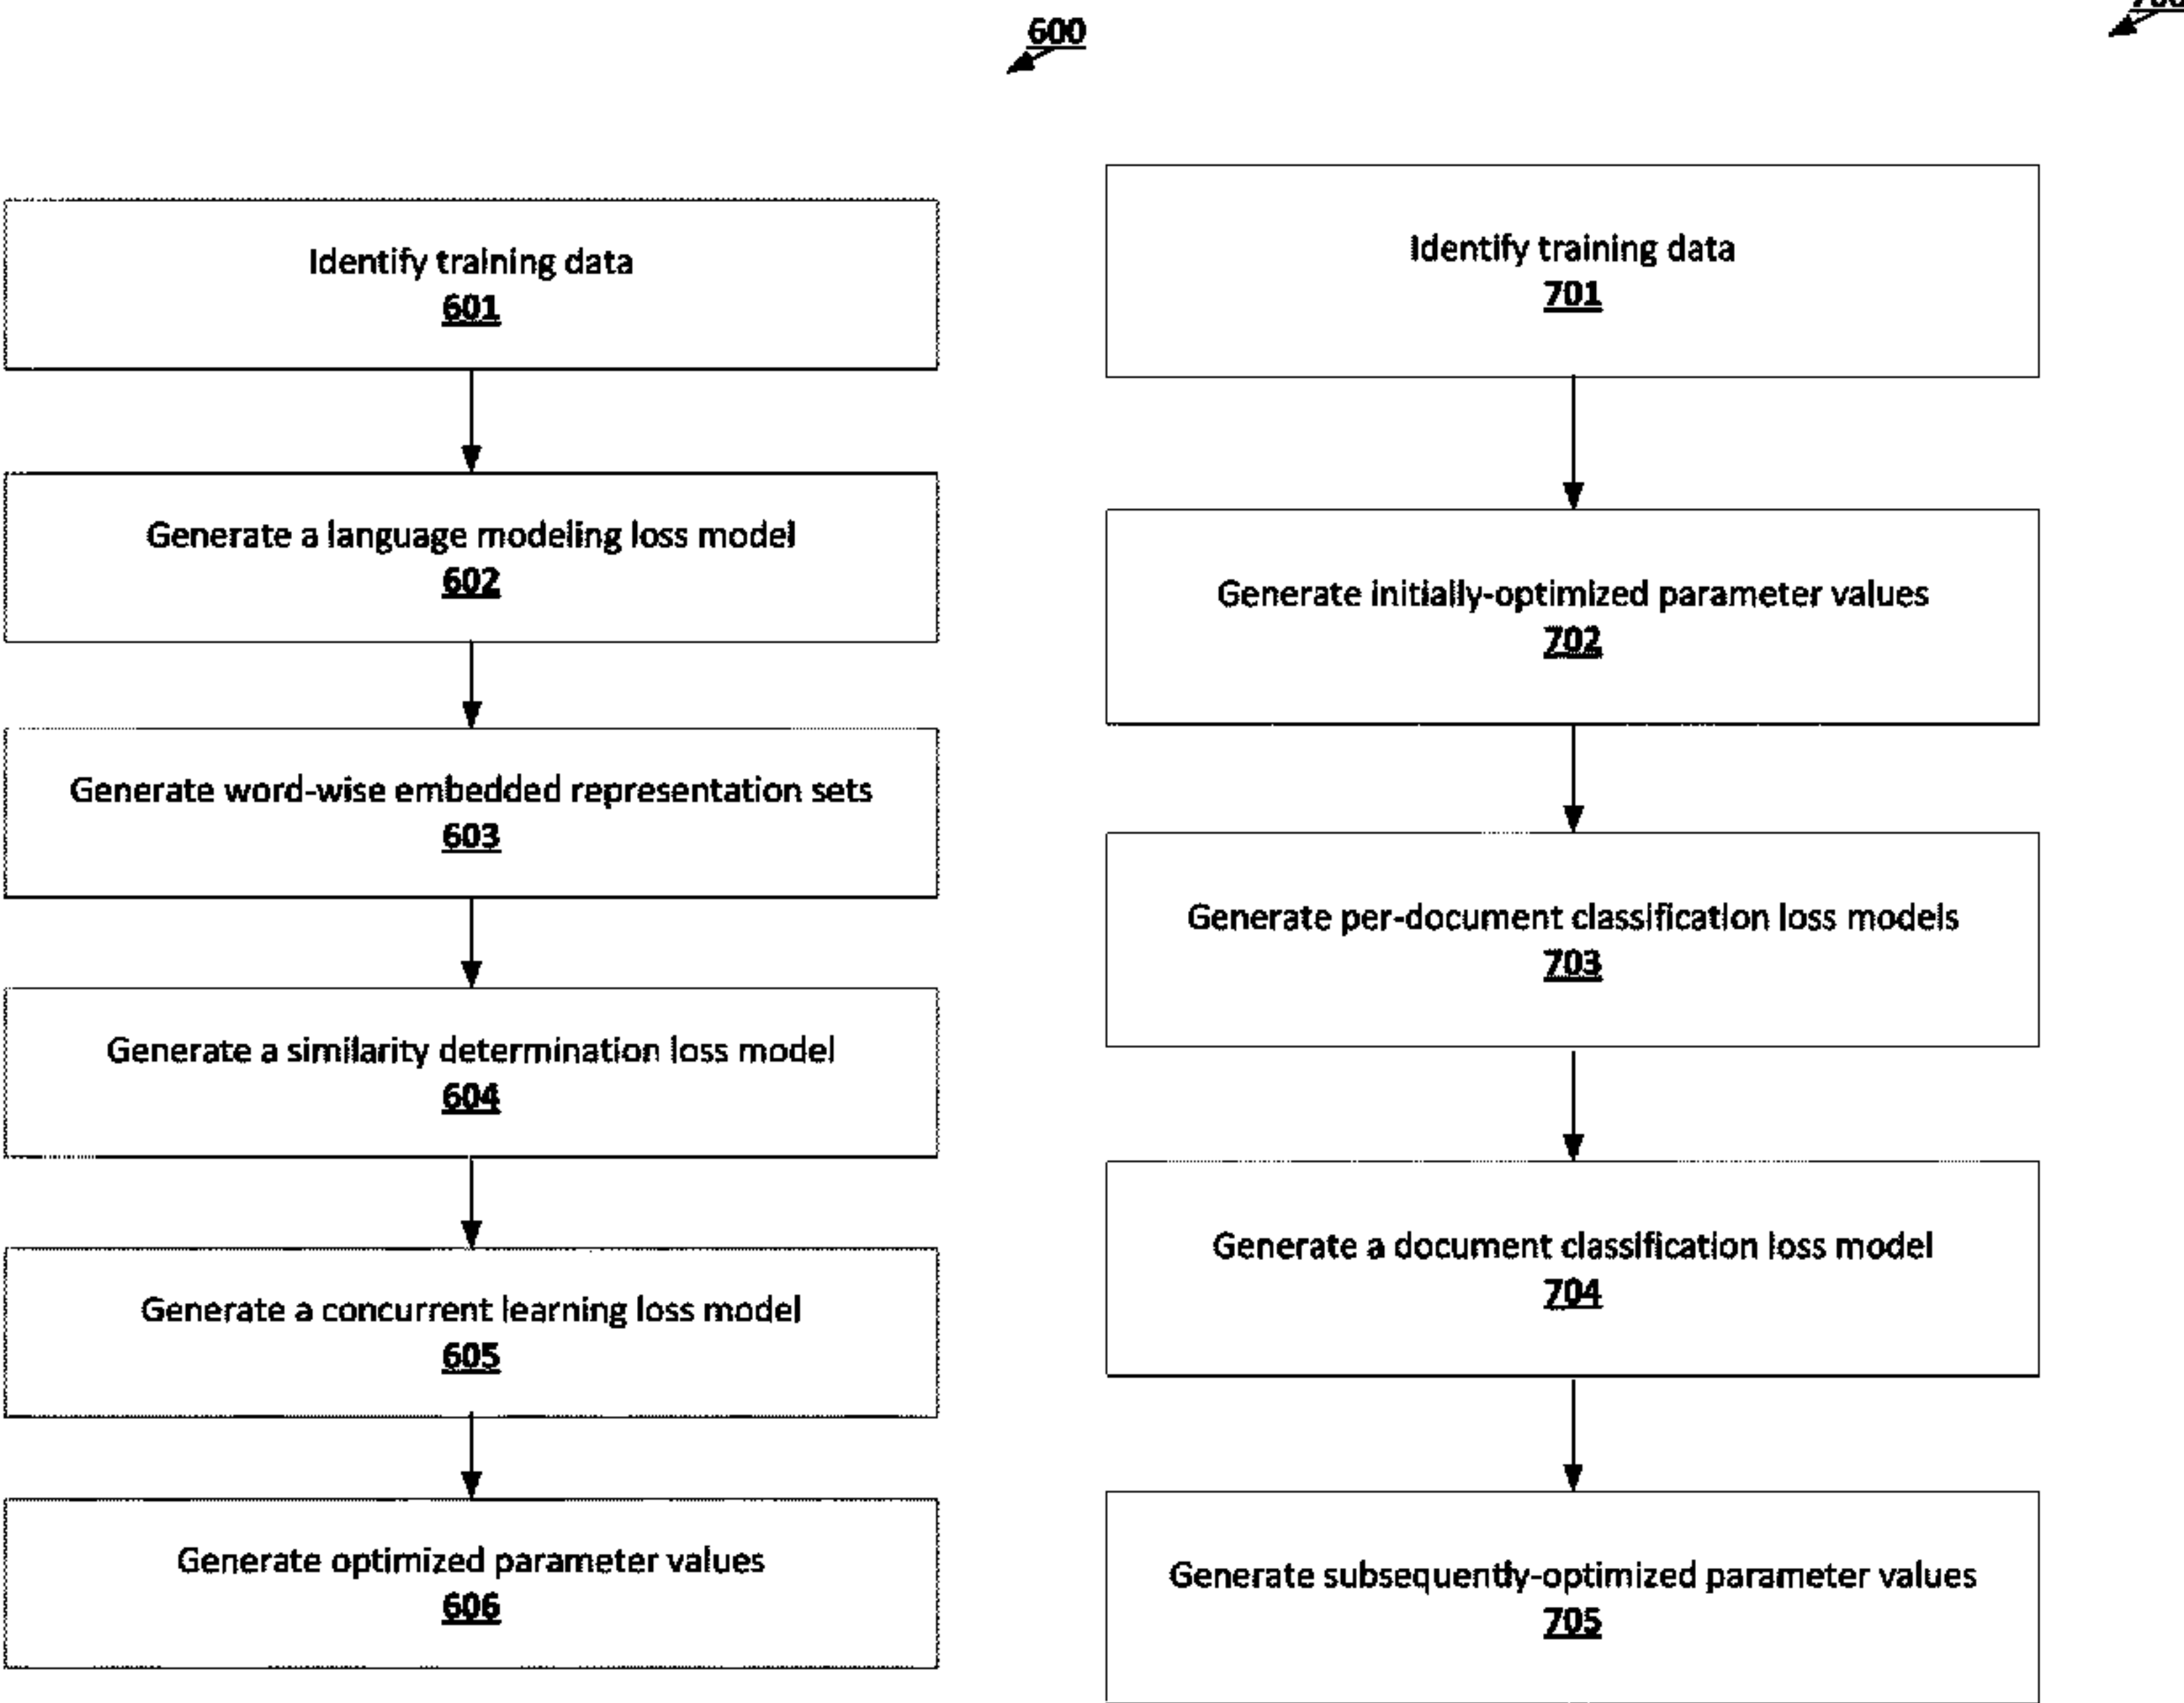 600
Identify training data
601
Generate a language modeling loss model
602
Generate word-wise embedded representation sets
603
Generate a similarity determination loss model
604
Generate a concurrent learning loss model
605
Generate optimized parameter values
606
Identify training data
701
Generate initially-optimized parameter values
702
Generate per-document classification loss models
703
Generate a document classification loss model
704
Generate subsequently-optimized parameter values
705